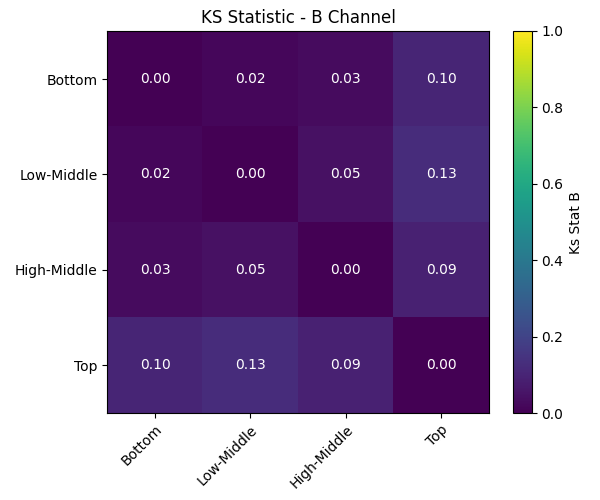 KS Statistic - B Channel
Bottom 0.00 0.02 0.03 0.10
Low-Middle 0.02 0.00 0.05 0.13
High-Middle 0.03 0.05 0.00 0.09
Top 0.10 0.13 0.09 0.00
Bottom Low-Middle High-Middle Top
1.0
0.8
0.6
0.4
0.2
0.0
Ks Stat B